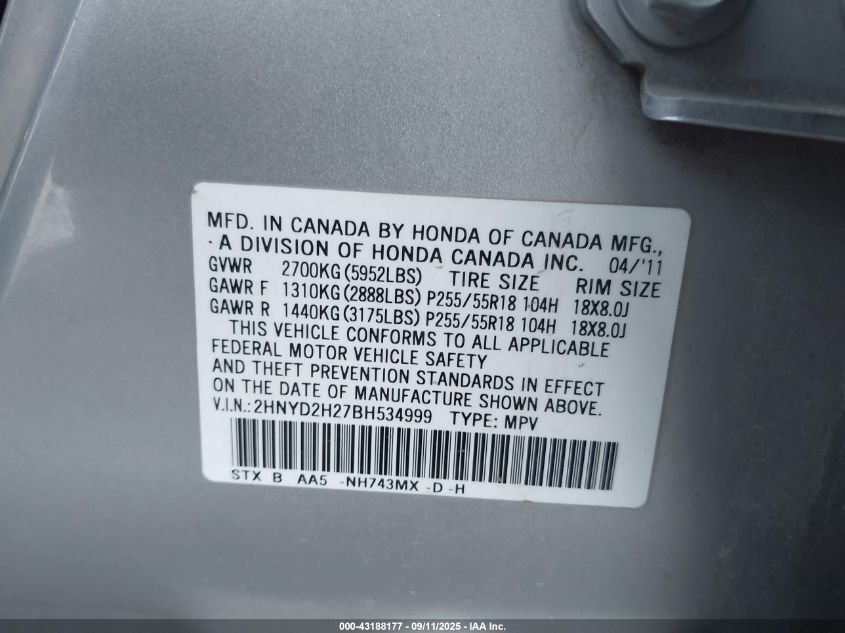 MFD. IN CANADA BY HONDA OF CANADA MFG.,
A DIVISION OF HONDA CANADA INC. 04/'11
GVWR 2700KG (5952LBS) TIRE SIZE RIM SIZE
GAWR F 1310KG (2888LBS) P255/55R18 104H 18X8.0J
GAWR R 1440KG (3175LBS) P255/55R18 104H 18X8.0J
THIS VEHICLE CONFORMS TO ALL APPLICABLE
FEDERAL MOTOR VEHICLE SAFETY
AND THEFT PREVENTION STANDARDS IN EFFECT
ON THE DATE OF MANUFACTURE SHOWN ABOVE.
V.I.N.: 2HNYD2H27BH534999 TYPE: MPV
STX B AA5 -NH743MX -D -H
000-43188177 - 09/11/2025 - IAA Inc.